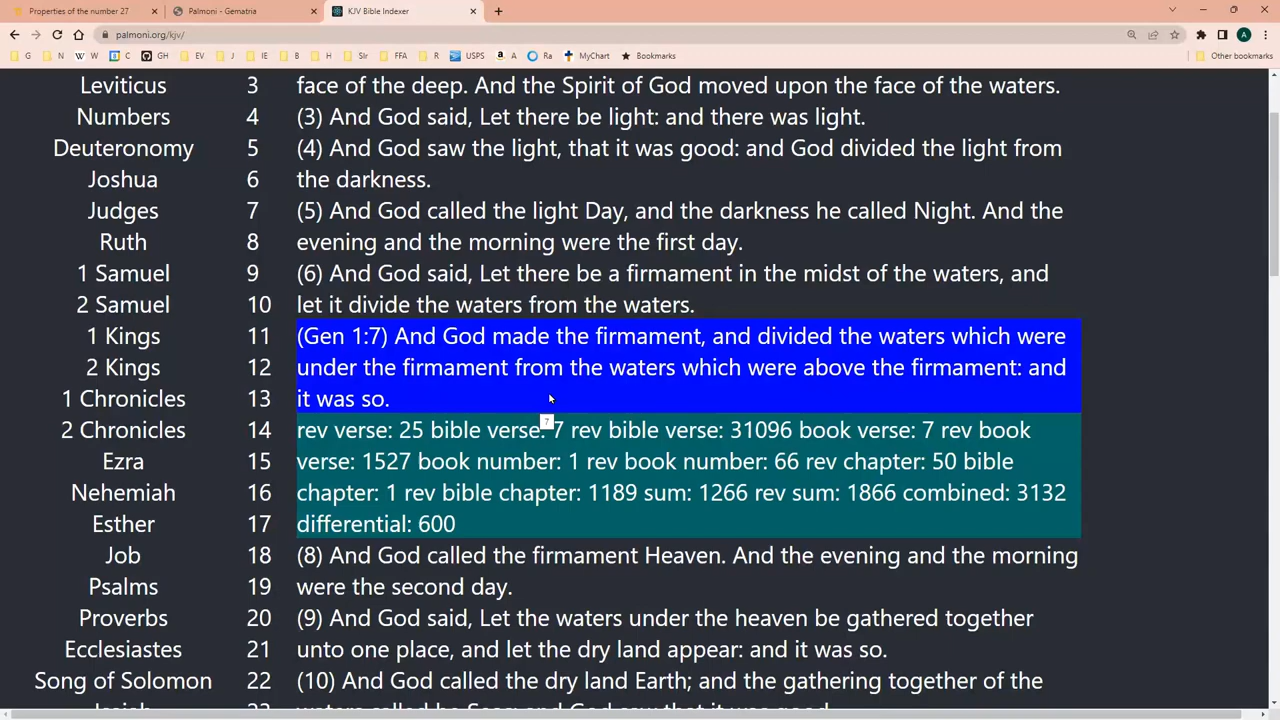 Properties of the number 27
Palmoni - Gematria
KJV Bible Indexer
palmoni.org/kjv/
G N W C GH EV J IE B H Slr FFA R USPS A Ra MyChart Bookmarks Other bookmarks
Leviticus 3 face of the deep. And the Spirit of God moved upon the face of the waters.
Numbers 4 (3) And God said, Let there be light: and there was light.
Deuteronomy 5 (4) And God saw the light, that it was good: and God divided the light from
Joshua 6 the darkness.
Judges 7 (5) And God called the light Day, and the darkness he called Night. And the
Ruth 8 evening and the morning were the first day.
1 Samuel 9 (6) And God said, Let there be a firmament in the midst of the waters, and
2 Samuel 10 let it divide the waters from the waters.
1 Kings 11 (Gen 1:7) And God made the firmament, and divided the waters which were
2 Kings 12 under the firmament from the waters which were above the firmament: and
1 Chronicles 13 it was so.
7
2 Chronicles 14 rev verse: 25 bible verse: 7 rev bible verse: 31096 book verse: 7 rev book
Ezra 15 verse: 1527 book number: 1 rev book number: 66 rev chapter: 50 bible
Nehemiah 16 chapter: 1 rev bible chapter: 1189 sum: 1266 rev sum: 1866 combined: 3132
Esther 17 differential: 600
Job 18 (8) And God called the firmament Heaven. And the evening and the morning
Psalms 19 were the second day.
Proverbs 20 (9) And God said, Let the waters under the heaven be gathered together
Ecclesiastes 21 unto one place, and let the dry land appear: and it was so.
Song of Solomon 22 (10) And God called the dry land Earth; and the gathering together of the